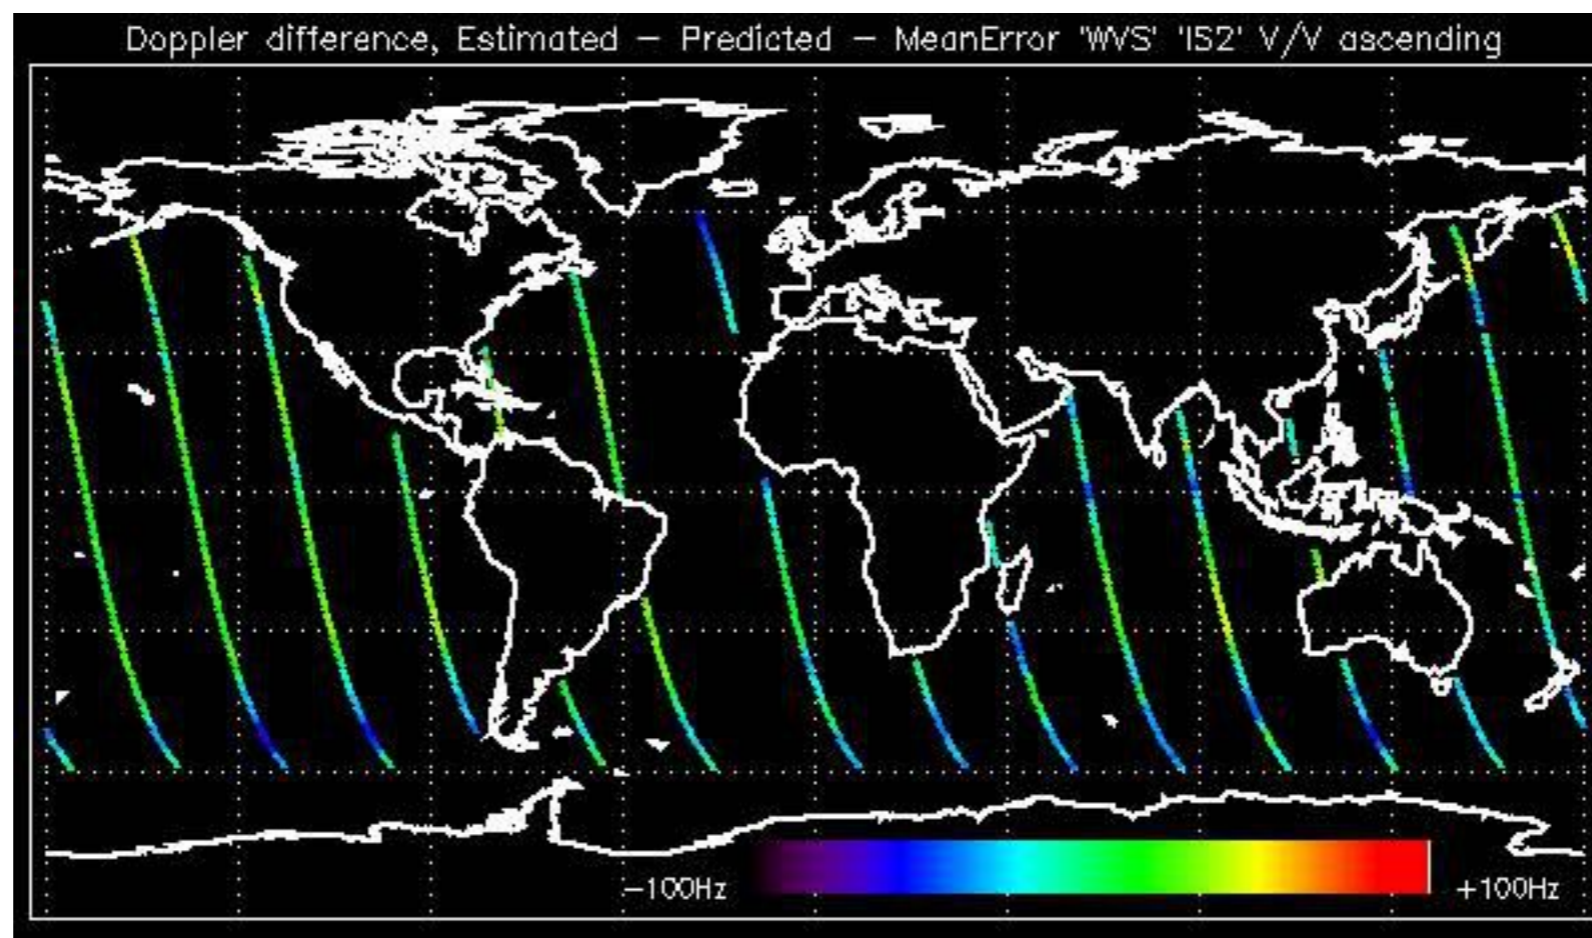 Doppler difference, Estimated – Predicted – MeanError 'WVS' 'IS2' V/V ascending
–100Hz +100Hz